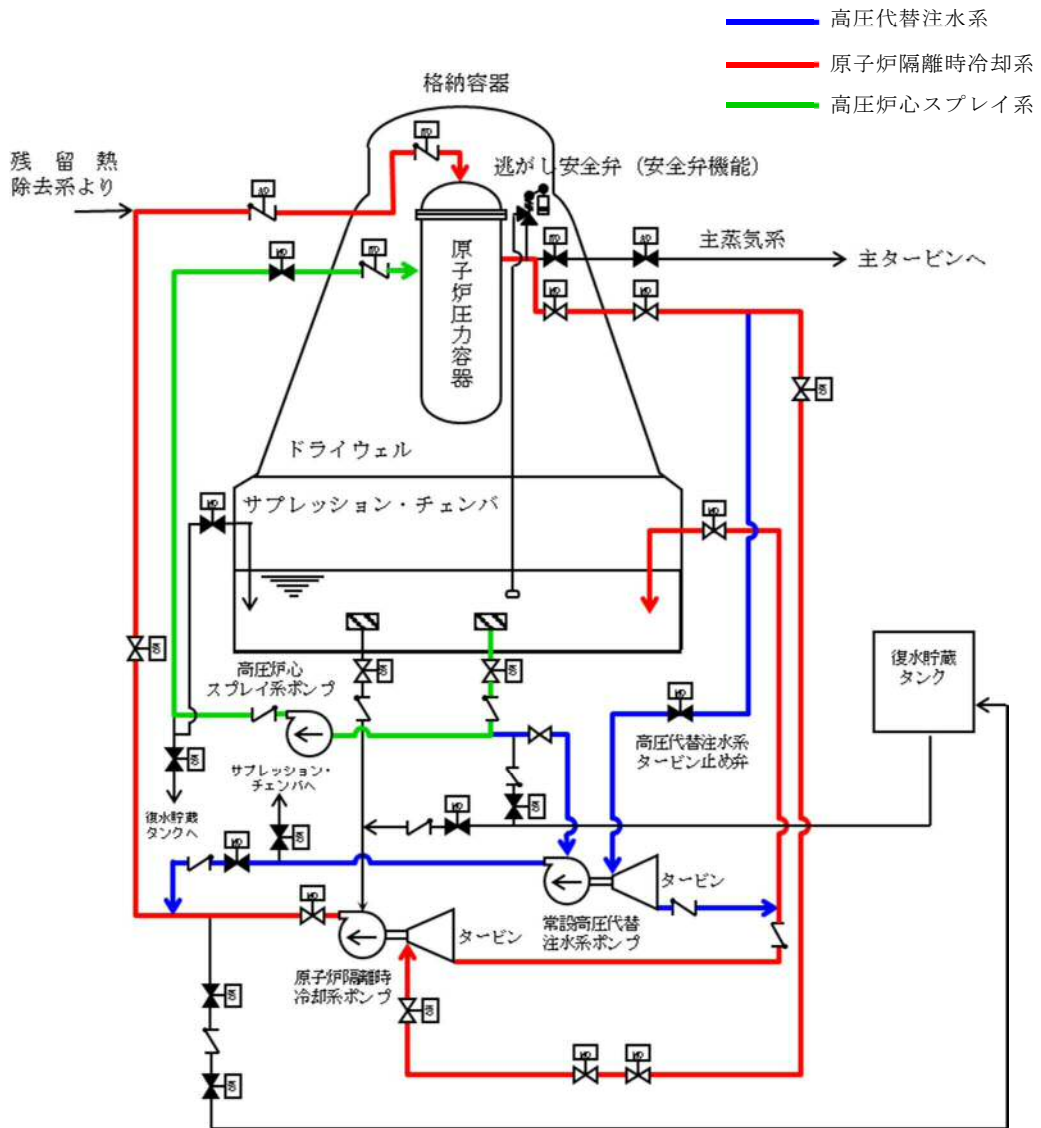 高圧代替注水系
原子炉隔離時冷却系
高圧炉心スプレイ系
格納容器
残留熱
除去系より
逃がし安全弁（安全弁機能）
主蒸気系
主タービンへ
原子炉圧力容器
ドライウェル
サプレッション・チェンバ
復水貯蔵
タンク
高圧炉心
スプレイ系ポンプ
高圧代替注水系
タービン止め弁
サプレッション・
チェンバへ
復水貯蔵
タンクへ
タービン
常設高圧代替
注水系ポンプ
タービン
原子炉隔離時
冷却系ポンプ